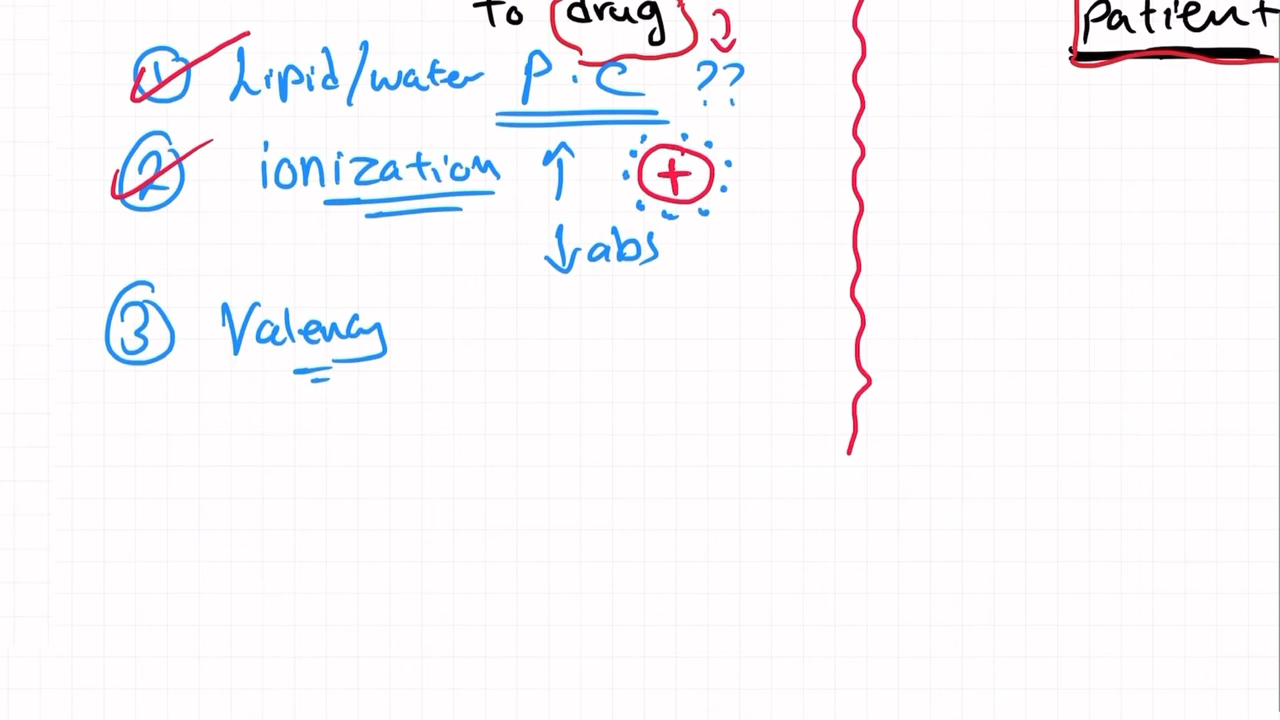 to drug
patient
① Lipid/water P.C ??
② ionization ↑ +
↓ abs
③ Valency